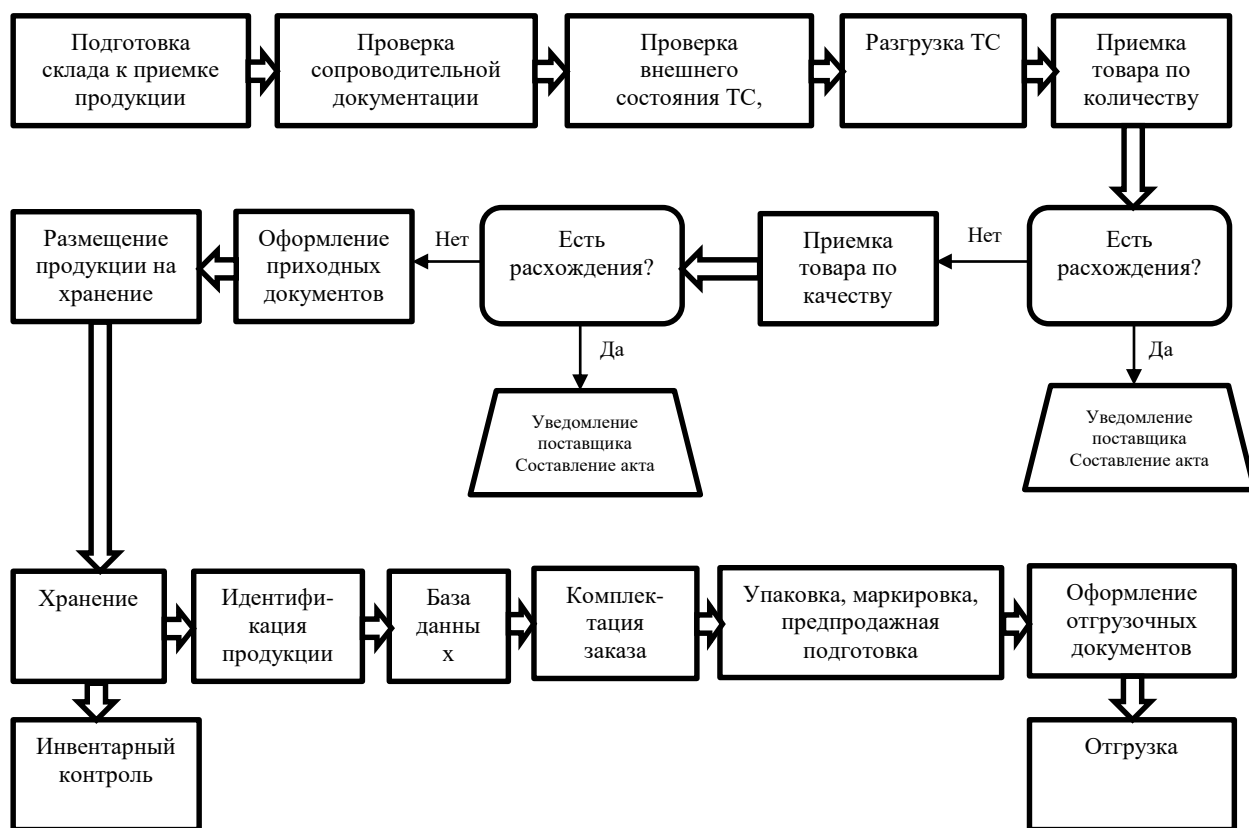 Подготовка
склада к приемке
продукции
Проверка
сопроводительной
документации
Проверка
внешнего
состояния ТС,
Разгрузка ТС
Приемка
товара по
количеству
Размещение
продукции на
хранение
Оформление
приходных
документов
Нет
Есть
расхождения?
Приемка
товара по
качеству
Нет
Есть
расхождения?
Да
Да
Уведомление
поставщика
Составление акта
Уведомление
поставщика
Составление акта
Хранение
Идентифи-
кация
продукции
База
данны
х
Комплек-
тация
заказа
Упаковка, маркировка,
предпродажная
подготовка
Оформление
отгрузочных
документов
Инвентарный
контроль
Отгрузка